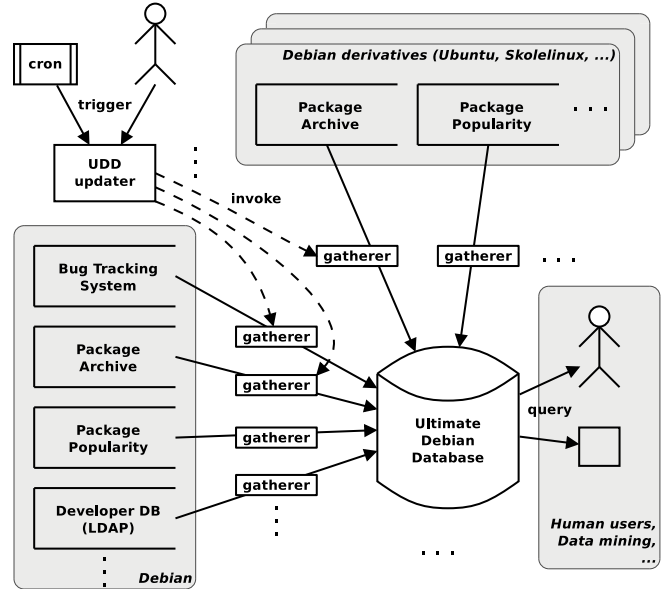 Debian derivatives (Ubuntu, Skolelinux, ...)
cron
trigger
Package
Archive
Package
Popularity
. . .
UDD
updater
invoke
gatherer
gatherer
. . .
Bug Tracking
System
gatherer
Package
Archive
gatherer
Package
Popularity
gatherer
Developer DB
(LDAP)
gatherer
Debian
Ultimate
Debian
Database
. . .
query
Human users,
Data mining,
...